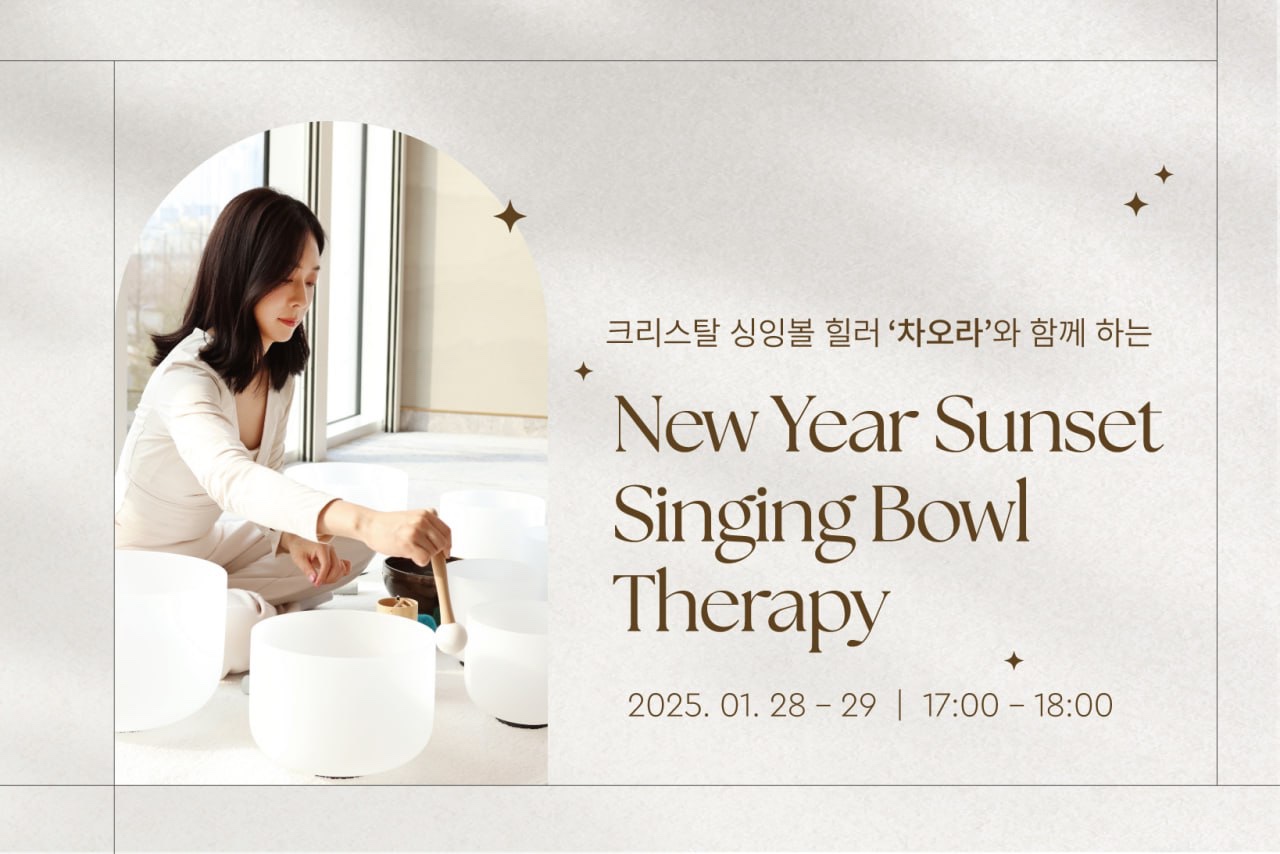 크리스탈 싱잉볼 힐러 ‘차오라’와 함께 하는
New Year Sunset
Singing Bowl
Therapy
2025. 01. 28 – 29 | 17:00 – 18:00